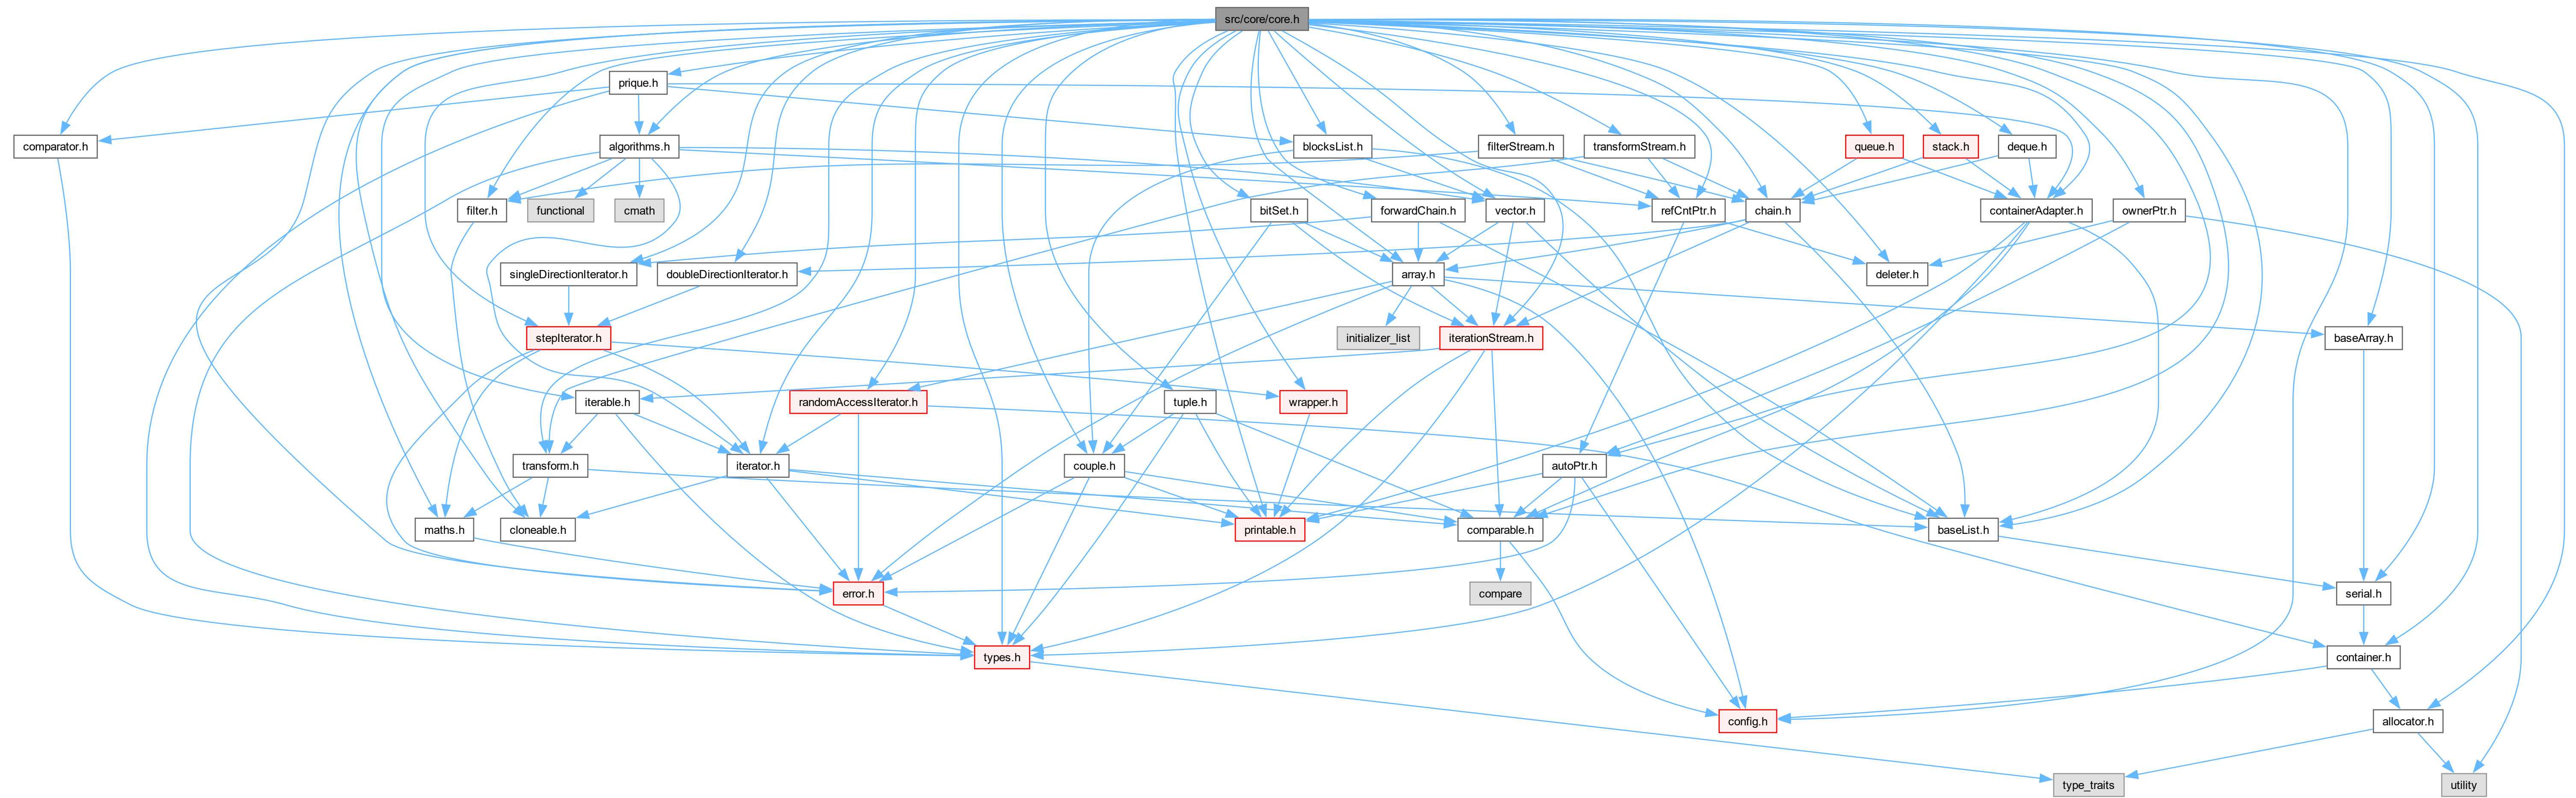 src/core/core.h
prique.h
comparator.h
algorithms.h
blocksList.h
filterStream.h
transformStream.h
queue.h
stack.h
deque.h
filter.h
functional
cmath
bitSet.h
forwardChain.h
vector.h
refCntPtr.h
chain.h
containerAdapter.h
ownerPtr.h
singleDirectionIterator.h
doubleDirectionIterator.h
array.h
deleter.h
stepIterator.h
initializer_list
iterationStream.h
baseArray.h
iterable.h
randomAccessIterator.h
tuple.h
wrapper.h
transform.h
iterator.h
couple.h
autoPtr.h
maths.h
cloneable.h
printable.h
comparable.h
baseList.h
error.h
compare
serial.h
types.h
container.h
config.h
allocator.h
type_traits
utility